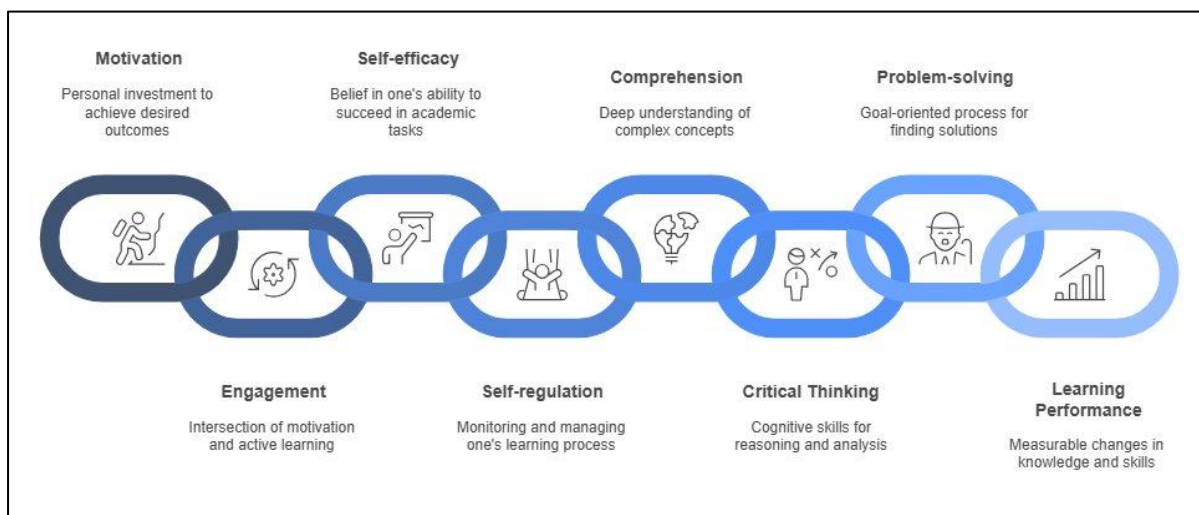 Motivation
Personal investment to
achieve desired
outcomes
Self-efficacy
Belief in one's ability to
succeed in academic
tasks
Comprehension
Deep understanding of
complex concepts
Problem-solving
Goal-oriented process for
finding solutions
Engagement
Intersection of motivation
and active learning
Self-regulation
Monitoring and managing
one's learning process
Critical Thinking
Cognitive skills for
reasoning and analysis
Learning
Performance
Measurable changes in
knowledge and skills